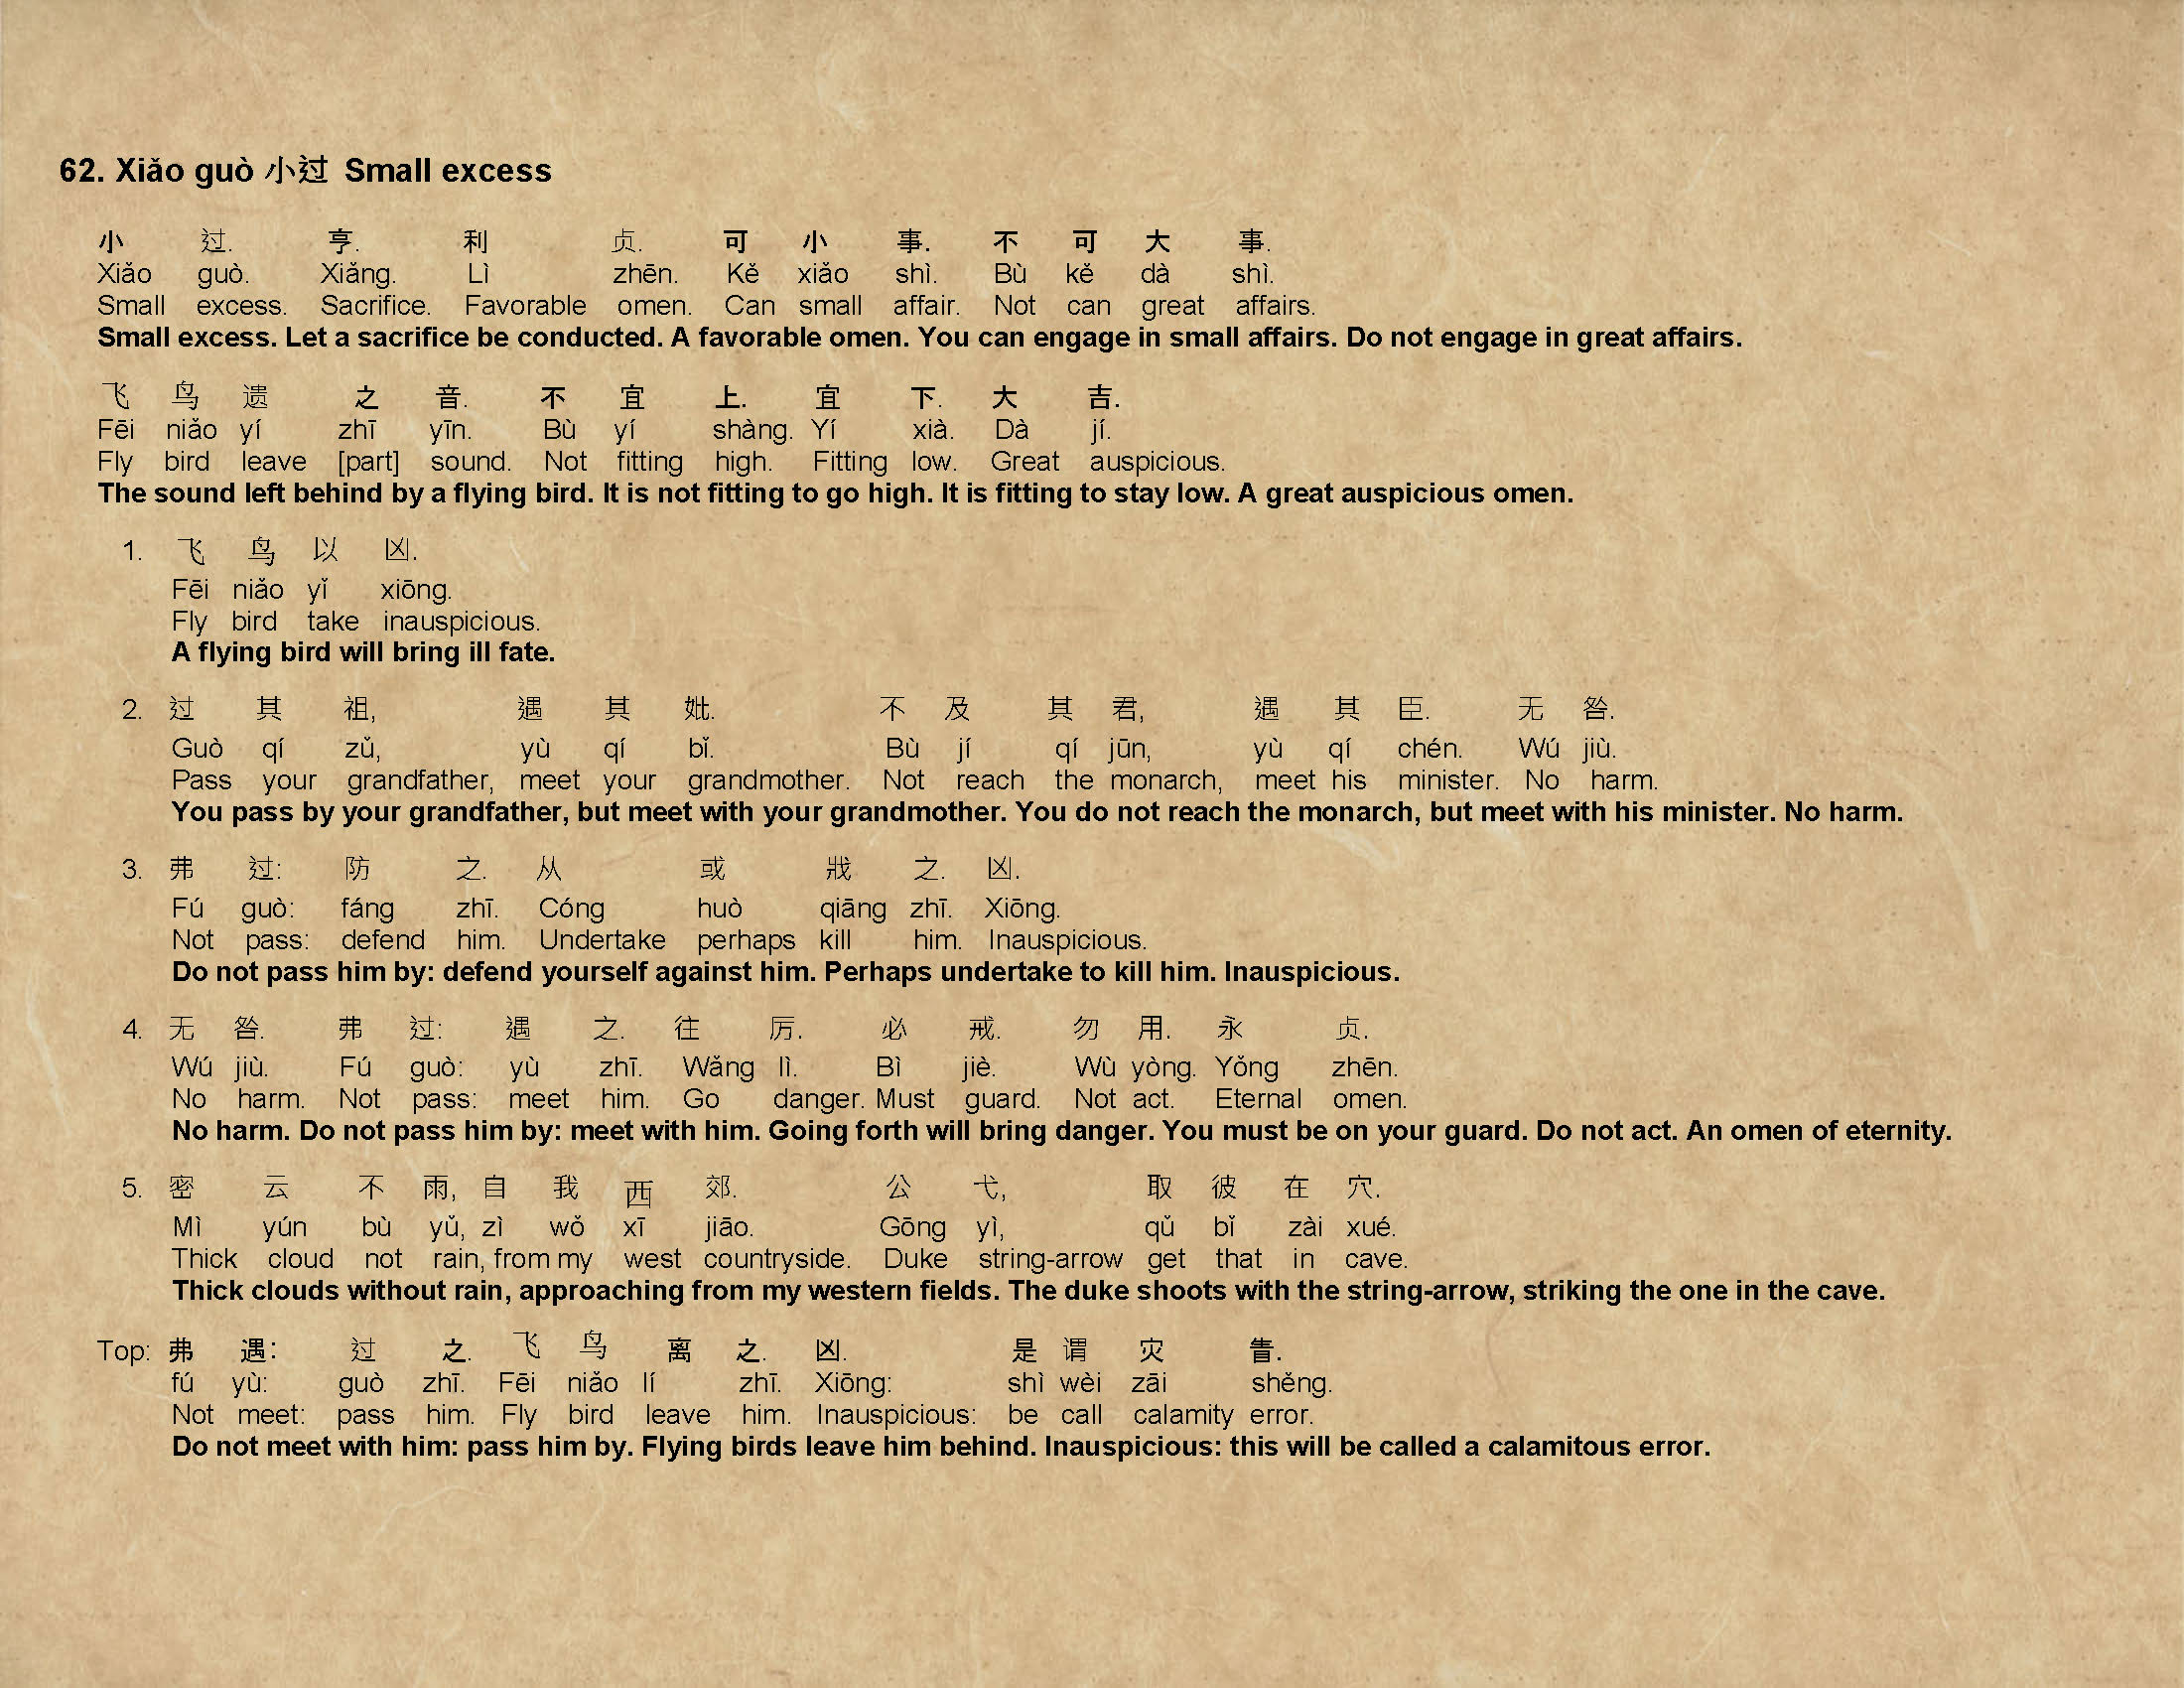 62. Xiǎo guò 小过 Small excess
小 过. 亨. 利 贞. 可 小 事. 不 可 大 事.
Xiǎo guò. Xiǎng. Lì zhēn. Kě xiǎo shì. Bù kě dà shì.
Small excess. Sacrifice. Favorable omen. Can small affair. Not can great affairs.
Small excess. Let a sacrifice be conducted. A favorable omen. You can engage in small affairs. Do not engage in great affairs.
飞 鸟 遗 之 音. 不 宜 上. 宜 下. 大 吉.
Fēi niǎo yí zhī yīn. Bù yí shàng. Yí xià. Dà jí.
Fly bird leave [part] sound. Not fitting high. Fitting low. Great auspicious.
The sound left behind by a flying bird. It is not fitting to go high. It is fitting to stay low. A great auspicious omen.
1. 飞 鸟 以 凶.
Fēi niǎo yǐ xiōng.
Fly bird take inauspicious.
A flying bird will bring ill fate.
2. 过 其 祖, 遇 其 妣. 不 及 其 君, 遇 其 臣. 无 咎.
Guò qí zǔ, yù qí bǐ. Bù jí qí jūn, yù qí chén. Wú jiù.
Pass your grandfather, meet your grandmother. Not reach the monarch, meet his minister. No harm.
You pass by your grandfather, but meet with your grandmother. You do not reach the monarch, but meet with his minister. No harm.
3. 弗 过: 防 之. 从 或 戕 之. 凶.
Fú guò: fáng zhī. Cóng huò qiāng zhī. Xiōng.
Not pass: defend him. Undertake perhaps kill him. Inauspicious.
Do not pass him by: defend yourself against him. Perhaps undertake to kill him. Inauspicious.
4. 无 咎. 弗 过: 遇 之. 往 厉. 必 戒. 勿 用. 永 贞.
Wú jiù. Fú guò: yù zhī. Wǎng lì. Bì jiè. Wù yòng. Yǒng zhēn.
No harm. Not pass: meet him. Go danger. Must guard. Not act. Eternal omen.
No harm. Do not pass him by: meet with him. Going forth will bring danger. You must be on your guard. Do not act. An omen of eternity.
5. 密 云 不 雨, 自 我 西 郊. 公 弋, 取 彼 在 穴.
Mì yún bù yǔ, zì wǒ xī jiāo. Gōng yì, qǔ bǐ zài xué.
Thick cloud not rain, from my west countryside. Duke string-arrow get that in cave.
Thick clouds without rain, approaching from my western fields. The duke shoots with the string-arrow, striking the one in the cave.
Top: 弗 遇: 过 之. 飞 鸟 离 之. 凶. 是 谓 灾 眚.
fú yù: guò zhī. Fēi niǎo lí zhī. Xiōng: shì wèi zāi shěng.
Not meet: pass him. Fly bird leave him. Inauspicious: be call calamity error.
Do not meet with him: pass him by. Flying birds leave him behind. Inauspicious: this will be called a calamitous error.